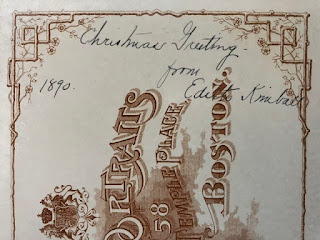 Christmas Greeting.
from
1890. Edith Kimball
PORTRAITS
58
TEMPLE PLACE,
BOSTON.